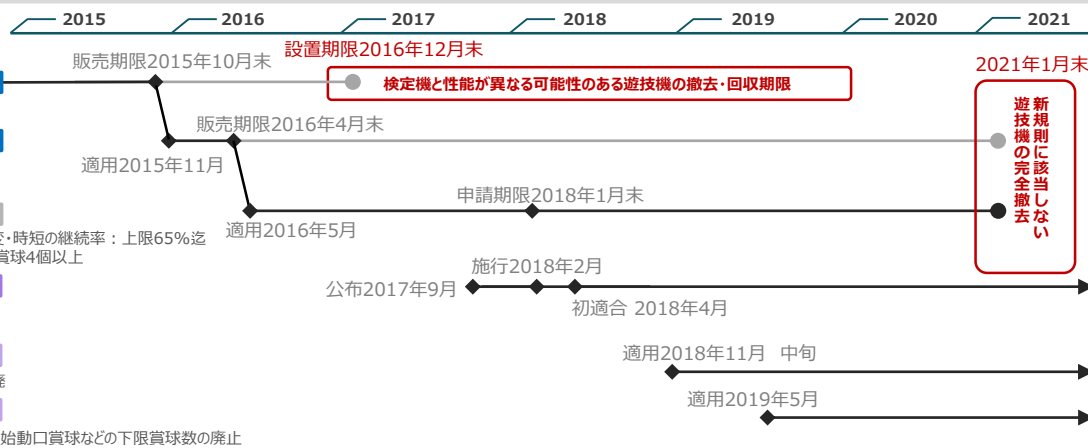 2015 2016 2017 2018 2019 2020 2021
設置期限2016年12月末
販売期限2015年10月末
2021年1月末
検定機と性能が異なる可能性のある遊技機の撤去・回収期限
新規則に該当しない
遊技機の完全撤去
販売期限2016年4月末
適用2015年11月
申請期限2018年1月末
適用2016年5月
・時短の継続率：上限65%迄
賞球4個以上
施行2018年2月
公布2017年9月
初適合 2018年4月
適用2018年11月 中旬
適用2019年5月
始動口賞球などの下限賞球数の廃止